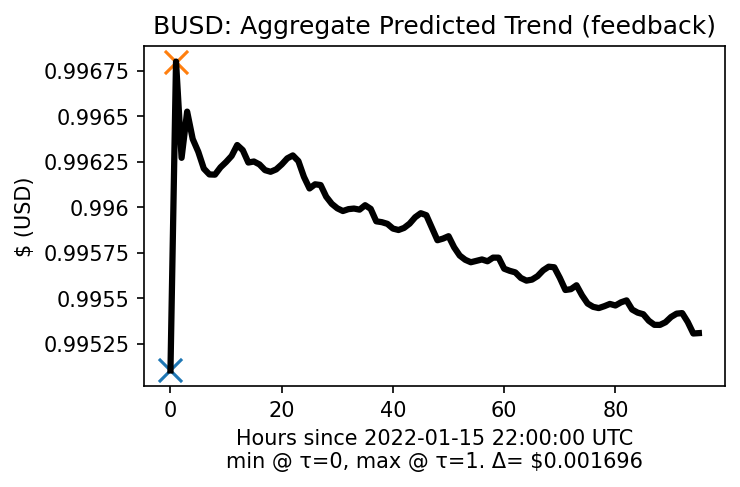 BUSD: Aggregate Predicted Trend (feedback)
0.99675
0.9965
0.99625
0.996
0.99575
0.9955
0.99525
$ (USD)
0 20 40 60 80
Hours since 2022-01-15 22:00:00 UTC
min @ τ=0, max @ τ=1. Δ= $0.001696